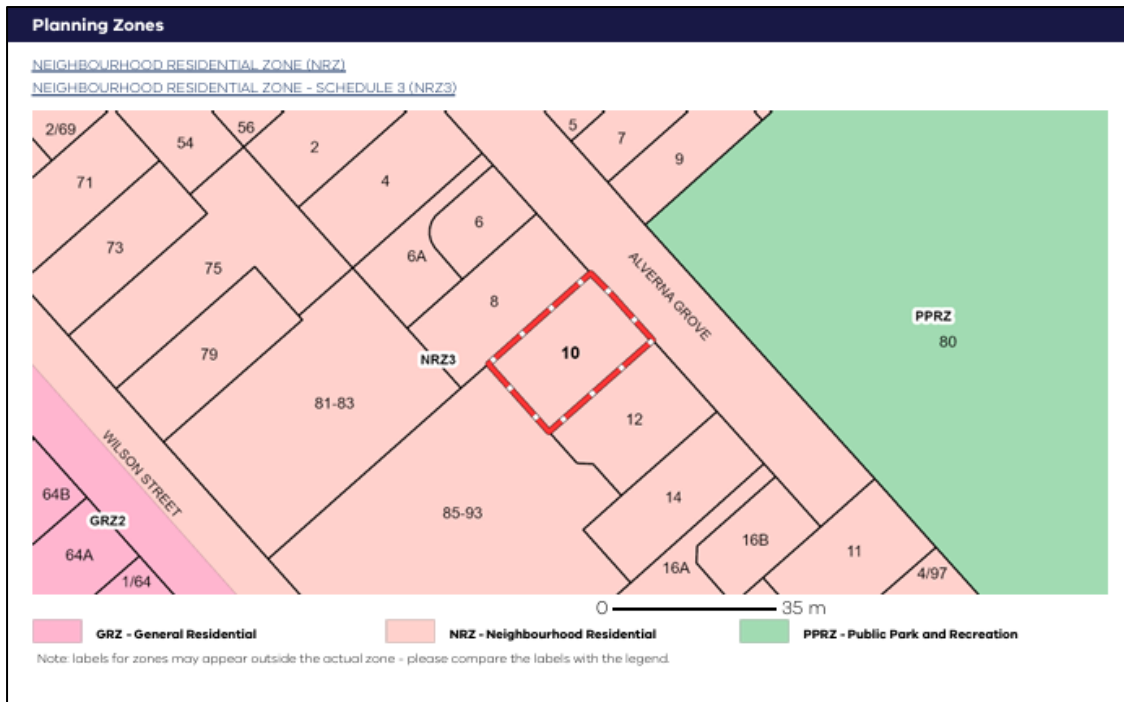 Planning Zones
NEIGHBOURHOOD RESIDENTIAL ZONE (NRZ)
NEIGHBOURHOOD RESIDENTIAL ZONE - SCHEDULE 3 (NRZ3)
2/69
54
56
2
5
7
9
71
4
73
75
6
6A
8
ALVERNA GROVE
PPRZ
80
79
NRZ3
10
81-83
12
WILSON STREET
64B
GRZ2
64A
1/64
85-93
14
16A
16B
11
4/97
0 35 m
GRZ - General Residential
NRZ - Neighbourhood Residential
PPRZ - Public Park and Recreation
Note: labels for zones may appear outside the actual zone - please compare the labels with the legend.